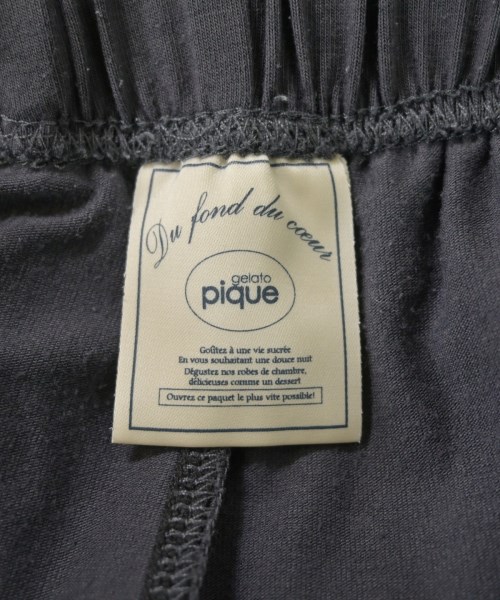 Du fond du cœur
gelato
pique
Goûtez à une vie sucrée
En vous souhaitant une douce nuit
Dégustez nos robes de chambre,
délicieuses comme un dessert
Ouvrez ce paquet le plus vite possible!